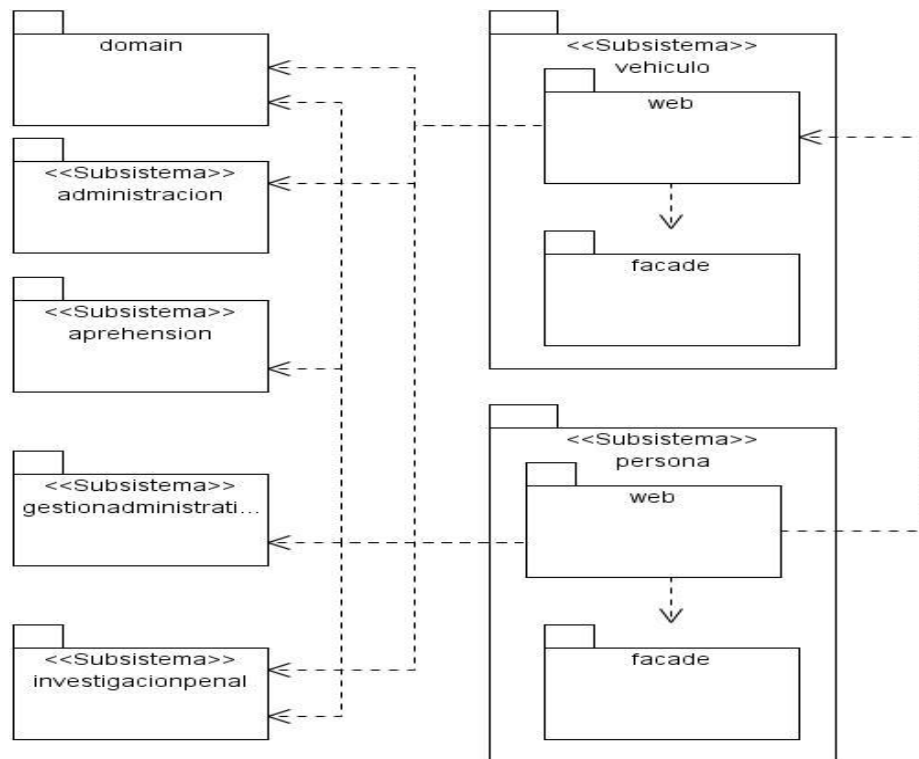 domain
<<Subsistema>>
administracion
<<Subsistema>>
aprehension
<<Subsistema>>
gestionadministrati...
<<Subsistema>>
investigacionpenal
<<Subsistema>>
vehiculo
web
facade
<<Subsistema>>
persona
web
facade